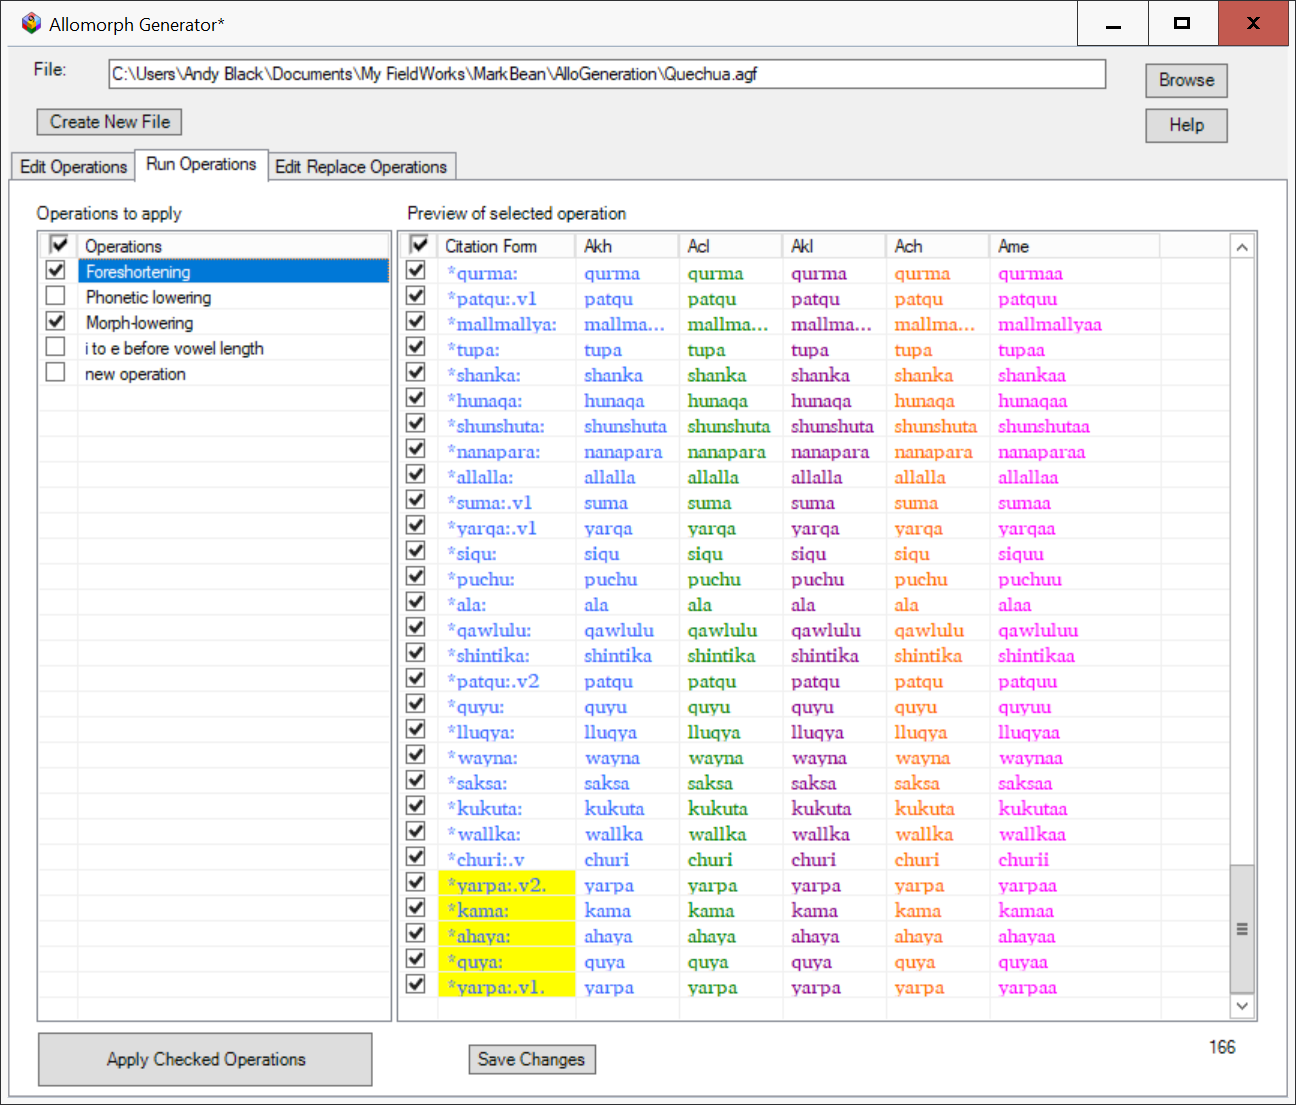 Allomorph Generator*
File: C:\Users\Andy Black\Documents\My FieldWorks\MarkBean\AlloGeneration\Quechua.agf Browse
Create New File Help
Edit Operations Run Operations Edit Replace Operations
Operations to apply
Operations
Foreshortening
Phonetic lowering
Morph-lowering
i to e before vowel length
new operation
Preview of selected operation
Citation Form Akh Acl Akl Ach Ame
*qurma: qurma qurma qurma qurma qurmaa
*patqu:.v1 patqu patqu patqu patqu patquu
*mallmallya: mallma... mallma... mallma... mallma... mallmallyaa
*tupa: tupa tupa tupa tupa tupaa
*shanka: shanka shanka shanka shanka shankaa
*hunaqa: hunaqa hunaqa hunaqa hunaqa hunaqaa
*shunshuta: shunshuta shunshuta shunshuta shunshuta shunshutaa
*nanapara: nanapara nanapara nanapara nanapara nanaparaa
*allalla: allalla allalla allalla allalla allallaa
*suma:.v1 suma suma suma suma sumaa
*yarqa:.v1 yarqa yarqa yarqa yarqa yarqaa
*siqu: siqu siqu siqu siqu siquu
*puchu: puchu puchu puchu puchu puchuu
*ala: ala ala ala ala alaa
*qawlulu: qawlulu qawlulu qawlulu qawlulu qawluluu
*shintika: shintika shintika shintika shintika shintikaa
*patqu:.v2 patqu patqu patqu patqu patquu
*quyu: quyu quyu quyu quyu quyuu
*lluqya: lluqya lluqya lluqya lluqya lluqyaa
*wayna: wayna wayna wayna wayna waynaa
*saksa: saksa saksa saksa saksa saksaa
*kukuta: kukuta kukuta kukuta kukuta kukutaa
*wallka: wallka wallka wallka wallka wallkaa
*churi:.v churi churi churi churi churii
*yarpa:.v2. yarpa yarpa yarpa yarpa yarpaa
*kama: kama kama kama kama kamaa
*ahaya: ahaya ahaya ahaya ahaya ahayaa
*quya: quya quya quya quya quyaa
*yarpa:.v1. yarpa yarpa yarpa yarpa yarpaa
Apply Checked Operations Save Changes 166